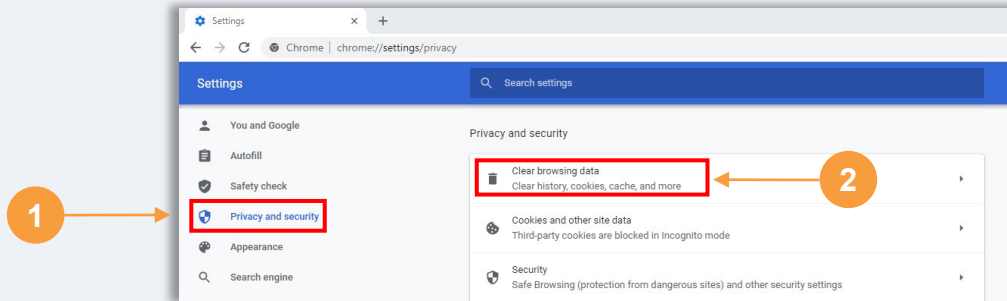 Settings
Chrome | chrome://settings/privacy
Settings
Search settings
You and Google
Autofill
Safety check
Privacy and security
Appearance
Search engine
Privacy and security
Clear browsing data
Clear history, cookies, cache, and more
Cookies and other site data
Third-party cookies are blocked in Incognito mode
Security
Safe Browsing (protection from dangerous sites) and other security settings
1
2